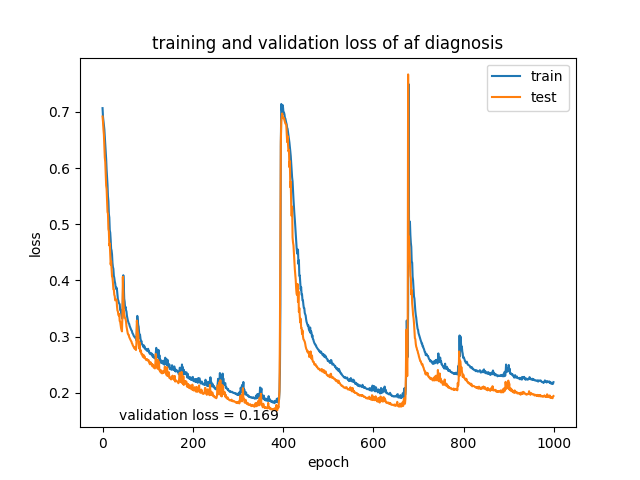 training and validation loss of af diagnosis
train
test
0.7
0.6
0.5
0.4
0.3
0.2
loss
validation loss = 0.169
0
200
400
600
800
1000
epoch